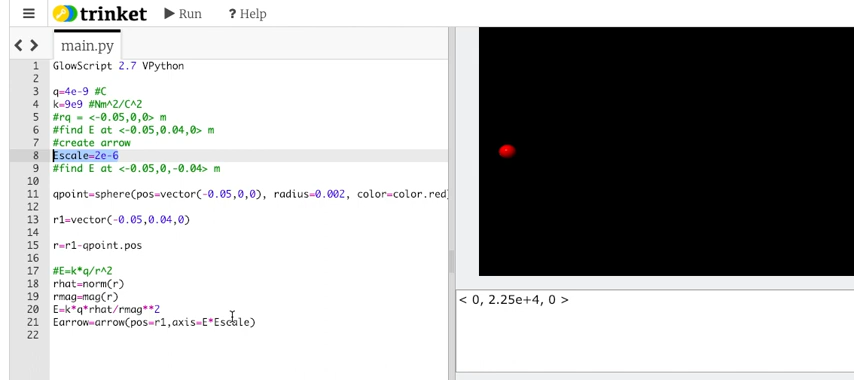 trinket Run ? Help
main.py
1 GlowScript 2.7 VPython
2
3 q=4e-9 #C
4 k=9e9 #Nm^2/C^2
5 #rq = <-0.05,0,0> m
6 #find E at <-0.05,0.04,0> m
7 #create arrow
8 Escale=2e-6
9 #find E at <-0.05,0,-0.04> m
10
11 qpoint=sphere(pos=vector(-0.05,0,0), radius=0.002, color=color.red
12
13 r1=vector(-0.05,0.04,0)
14
15 r=r1-qpoint.pos
16
17 #E=k*q/r^2
18 rhat=norm(r)
19 rmag=mag(r)
20 E=k*q*rhat/rmag**2
21 Earrow=arrow(pos=r1,axis=E*Escale)
22
< 0, 2.25e+4, 0 >